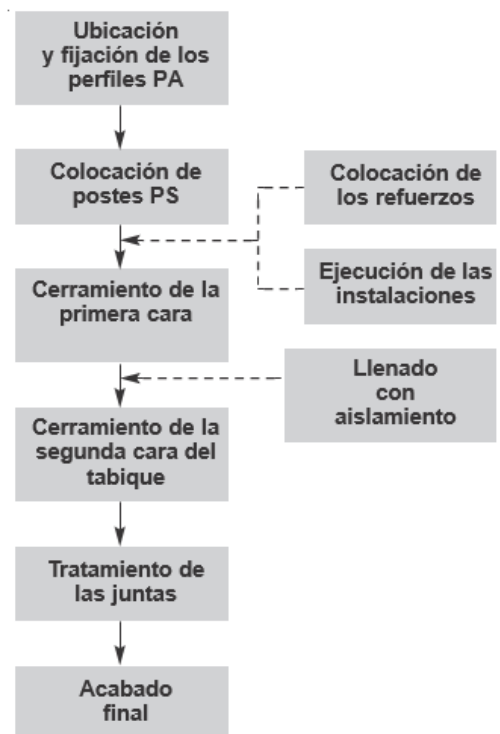 Ubicación
y fijación de los
perfiles PA
Colocación de
postes PS
Colocación de
los refuerzos
Ejecución de las
instalaciones
Cerramiento de la
primera cara
Llenado
con
aislamiento
Cerramiento de la
segunda cara del
tabique
Tratamiento de
las juntas
Acabado
final